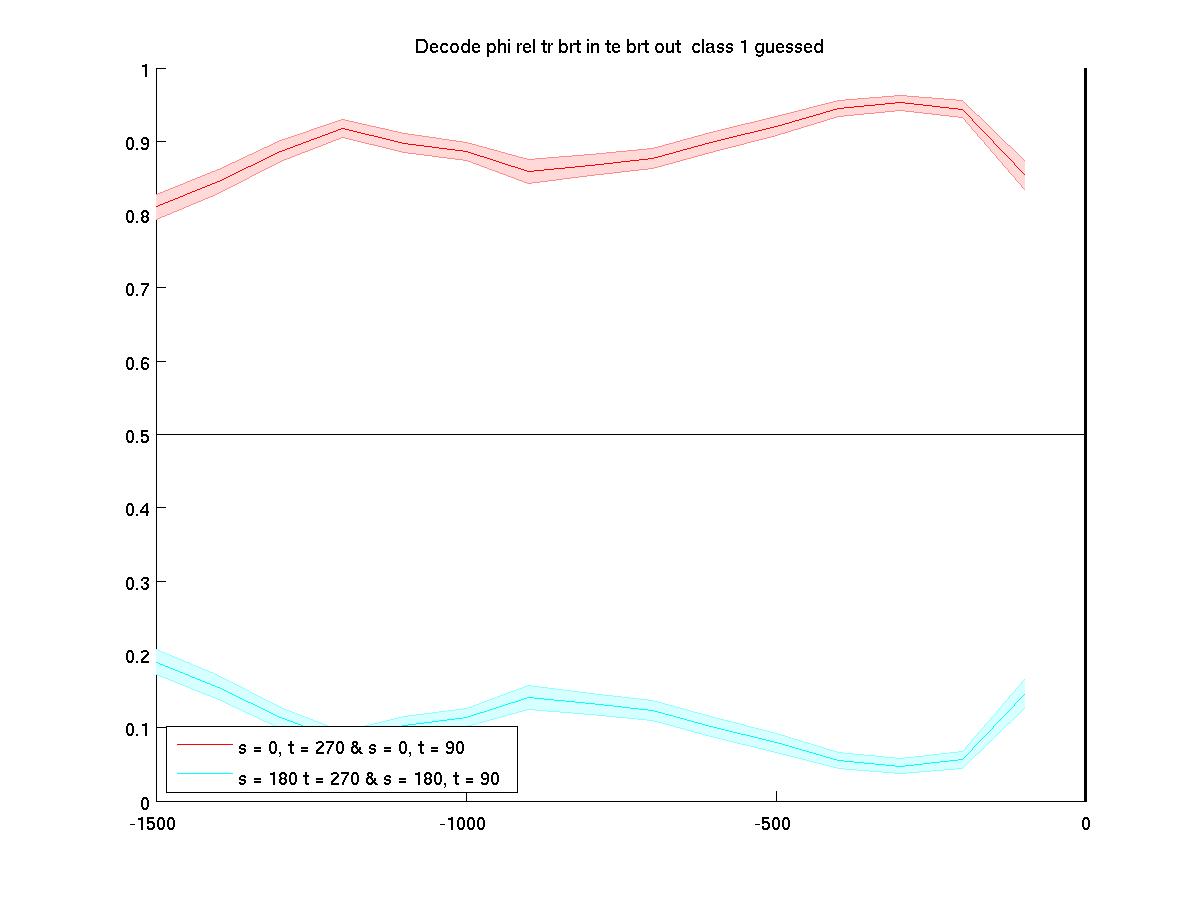 Decode phi rel tr brt in te brt out  class 1 guessed
1
0.9
0.8
0.7
0.6
0.5
0.4
0.3
0.2
0.1
0
s = 0, t = 270 & s = 0, t = 90
s = 180 t = 270 & s = 180, t = 90
-1500 -1000 -500 0